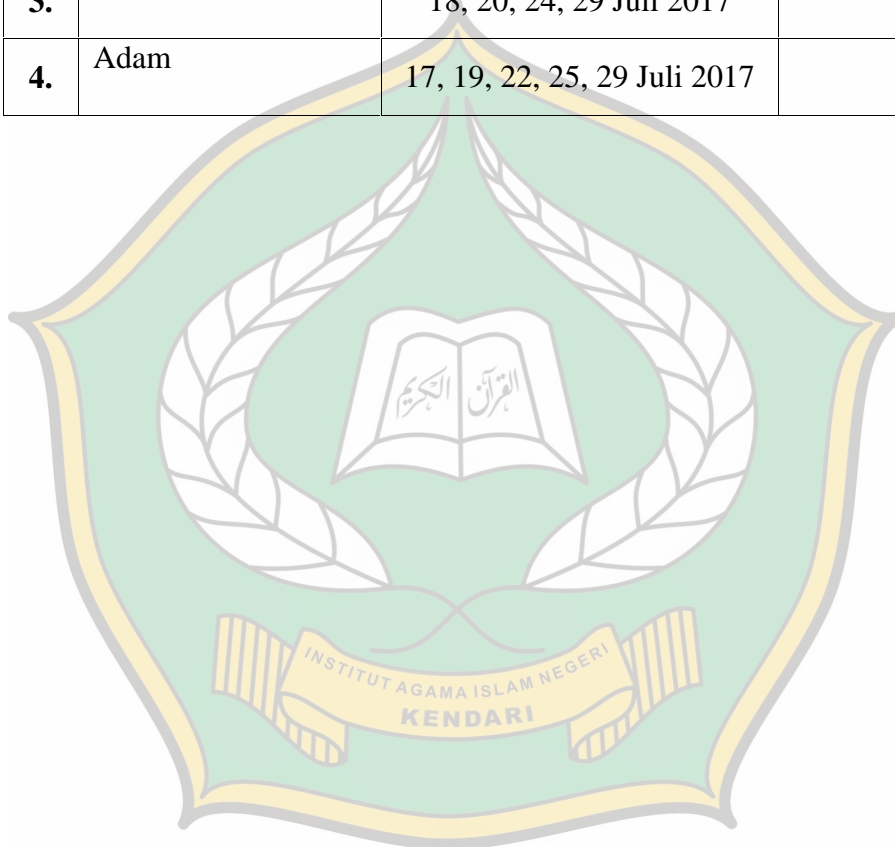 3. 18, 20, 24, 29 Juli 2017
4. Adam 17, 19, 22, 25, 29 Juli 2017
القرآن الكريم
INSTITUT AGAMA ISLAM NEGERI
KENDARI